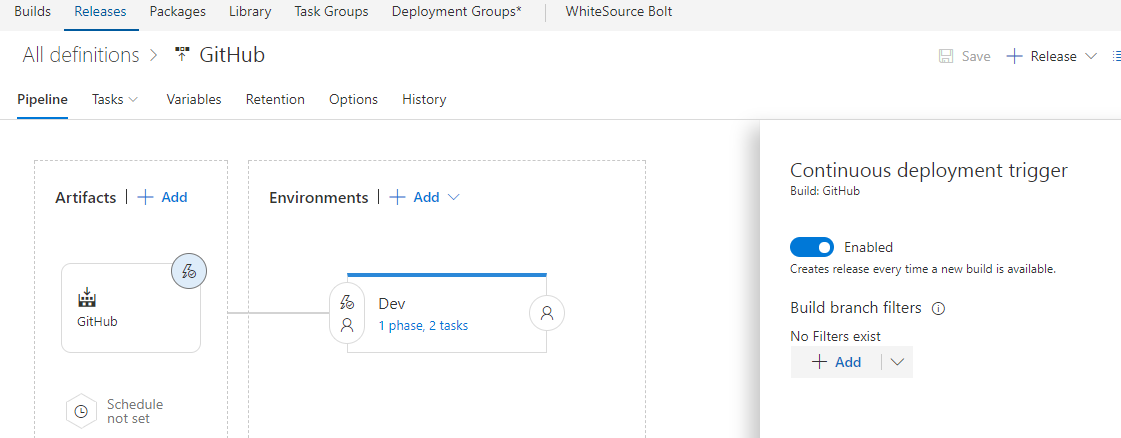 Builds Releases Packages Library Task Groups Deployment Groups* WhiteSource Bolt
All definitions > GitHub
Save + Release
Pipeline Tasks Variables Retention Options History
Artifacts | + Add
Environments | + Add
GitHub
Schedule
not set
Dev
1 phase, 2 tasks
Continuous deployment trigger
Build: GitHub
Enabled
Creates release every time a new build is available.
Build branch filters
No Filters exist
+ Add